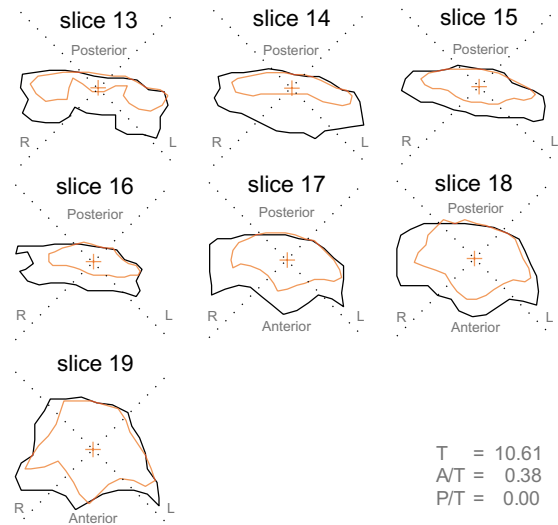 slice 13
slice 14
slice 15
Posterior
Posterior
Posterior
R
L
R
L
R
L
slice 16
slice 17
slice 18
Posterior
Posterior
Posterior
R
L
R
L
R
L
Anterior
Anterior
slice 19
R
L
Anterior
T = 10.61
A/T = 0.38
P/T = 0.00